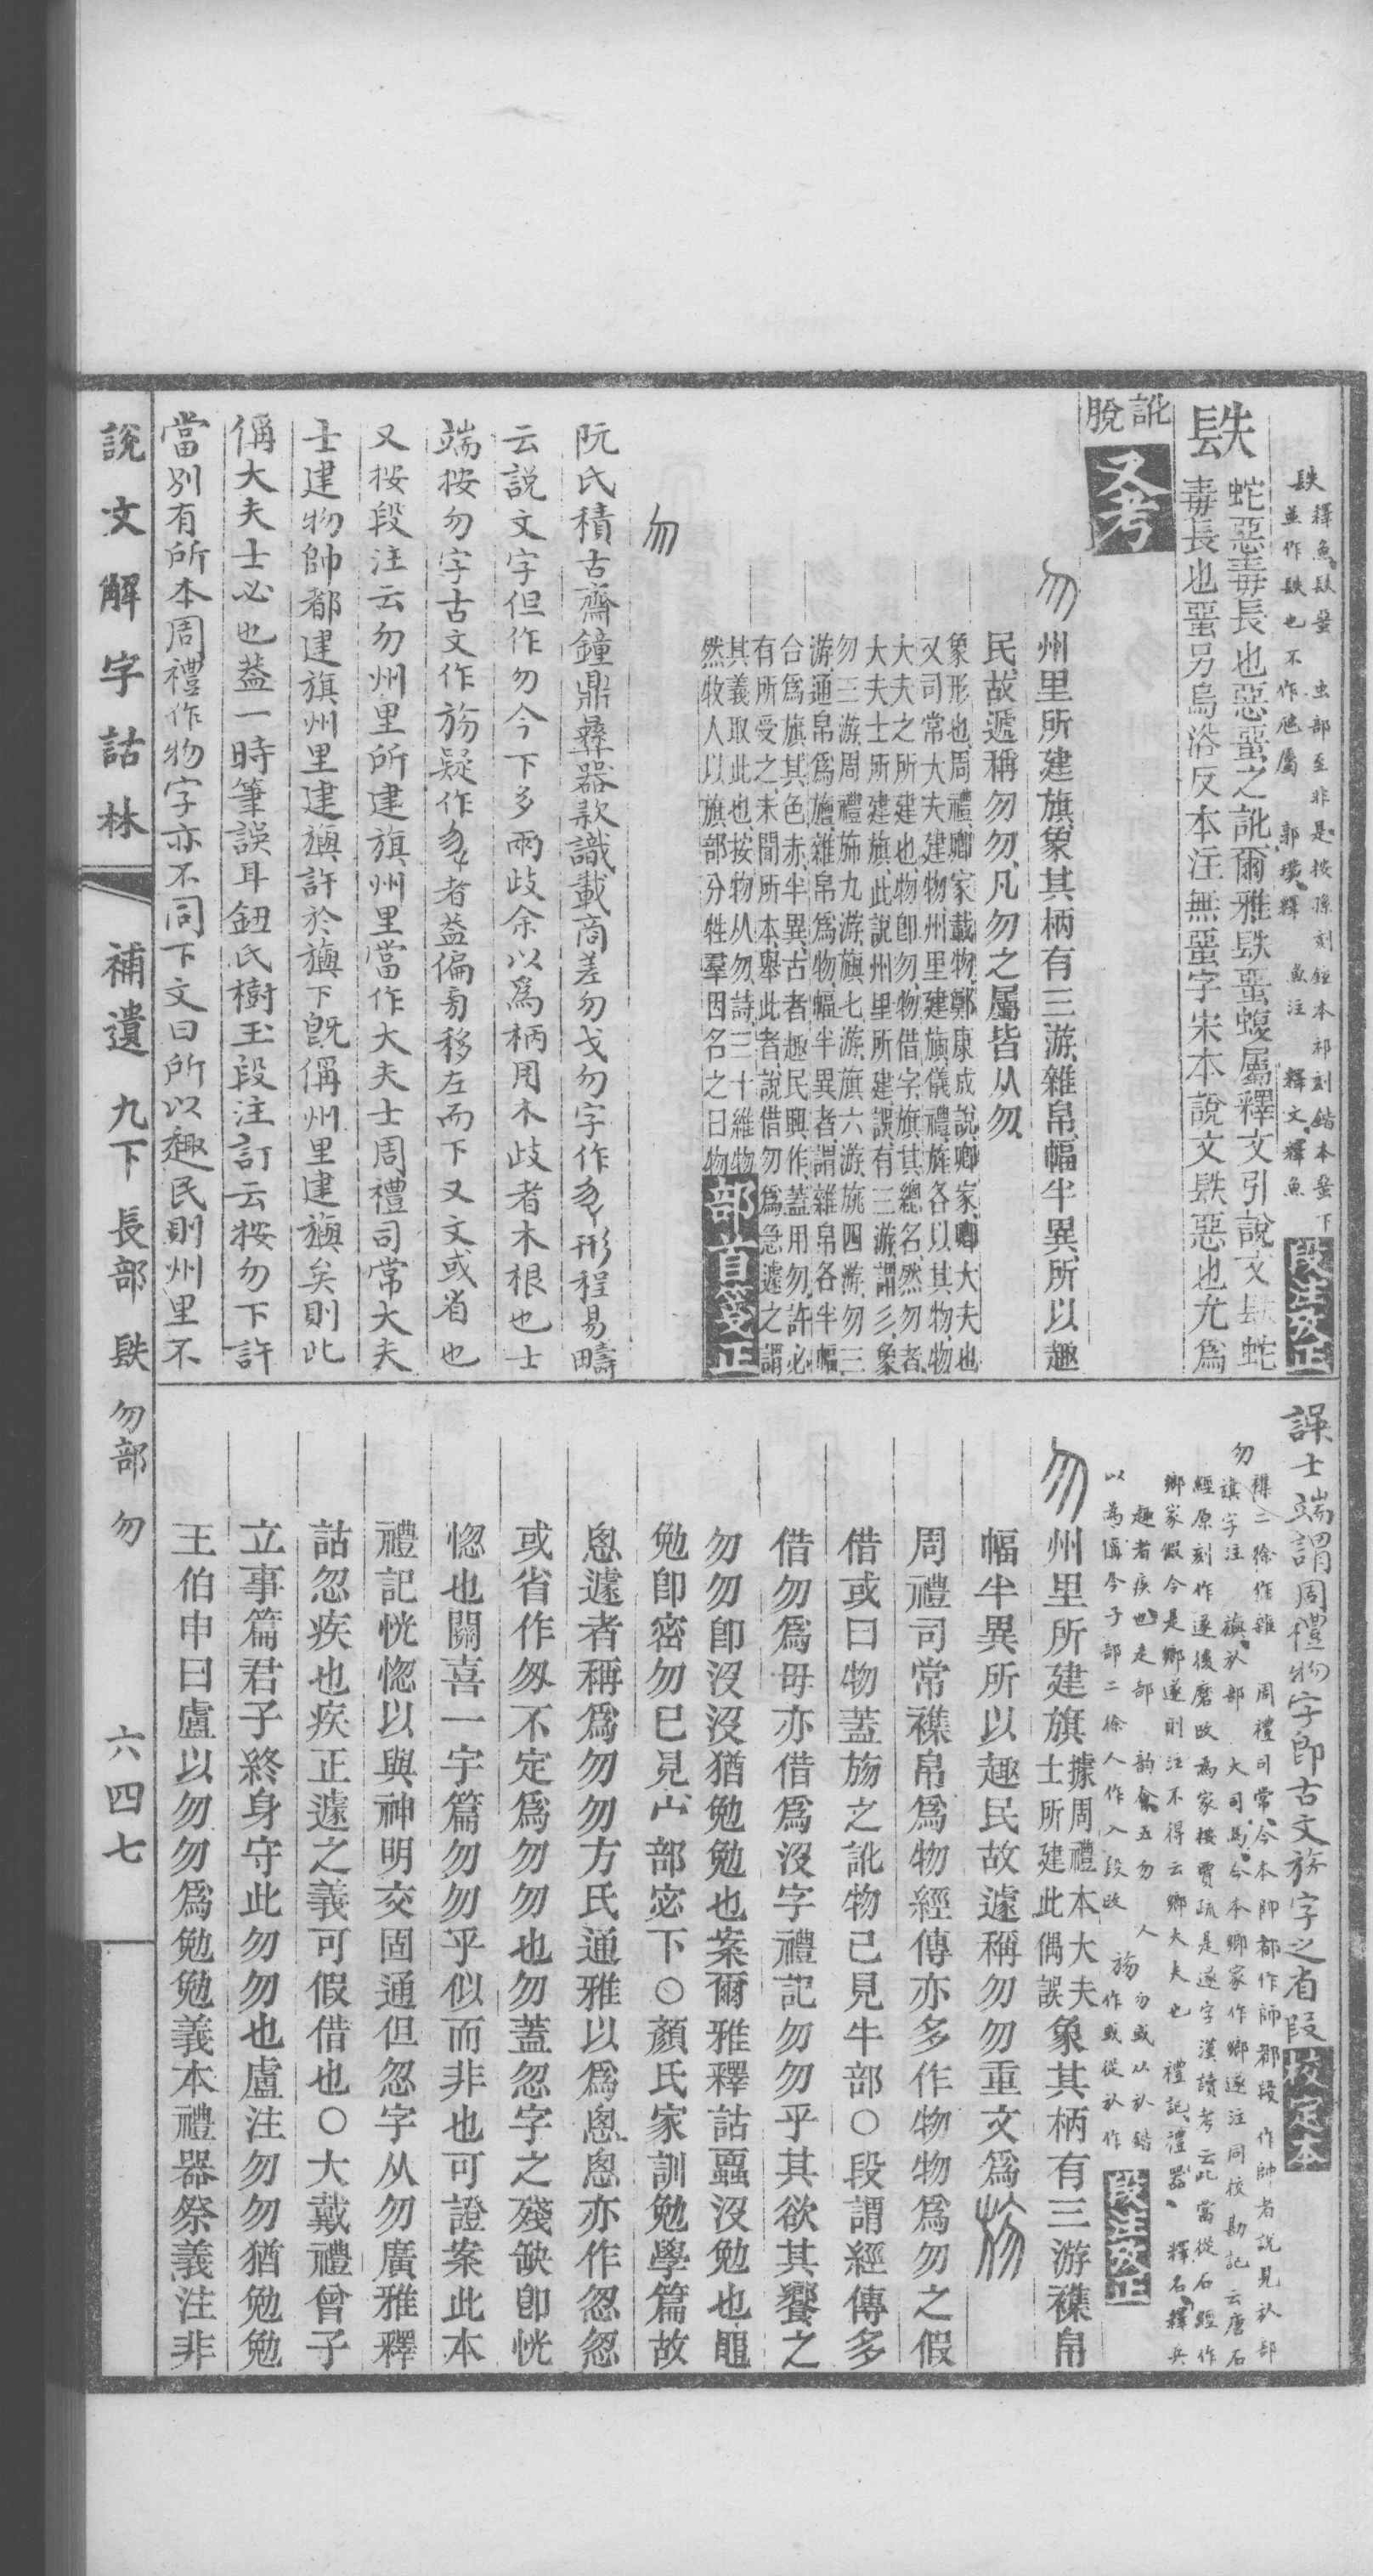 镻
釋魚镻蝁 虫部至非是按孫刻鍾本祁刻鍇本蝁下
並作镻也不作虺屬 郭璞釋魚注 釋文釋魚
段注攷正
镻
蛇惡毒長也惡蝁之訛爾雅镻蝁蝮屬釋文引說文镻蛇
毒長也蝁另烏洛反本注無蝁字宋本說文镻惡也尤爲
訛脫
又考
勿州里所建旗象其柄有三游雜帛幅半異所以趣
民故遽稱勿勿凡勿之屬皆从勿
象形也周禮卿家載物鄭康成說卿家卿大夫也
又司常大夫建物州里建旟儀禮旌各以其物物
大夫之所建也物卽勿物借字旗其總名然勿者
大夫士所建旗此說州里所建誤有三游謂彡象
勿三游周禮旆九游旟七游旗六游旐四游勿三
游通帛爲旜雜帛爲物幅半異者謂雜帛各半幅
合爲旗其色赤半異古者趣民興作蓋用勿許必
有所受之未聞所本舉此者說借勿爲急遽之謂
其義取此也按物从勿詩三十維物
然牧人以旗部分牲羣因名之曰物
部首箋正
勿
阮氏積古齋鐘鼎彝器款識載商差勿戈勿字作形程易疇
云說文字但作勿今下多兩歧余以爲柄用木歧者木根也士
端按勿字古文作㫃疑作者蓋偏旁移左而下又文或省也
又按段注云勿州里所建旗州里當作大夫士周禮司常大夫
士建物帥都建旗州里建旟許於旟下旣偁州里建旟矣則此
偁大夫士必也蓋一時筆誤耳鈕氏樹玉段注訂云按勿下許
當別有所本周禮作物字亦不同下文曰所以趣民則州里不
誤士端謂周禮物字卽古文㫃字之省段
段定本
勿
襍二徐作雜 周禮司常今本帥都作師都段作帥者說見㫃部
旗字注 旟㫃部 大司馬今本鄉家作鄉遂注同校勘記云唐石
經原刻作遂後磨改爲家按賈疏是遂字漢讀考云此當從石經作
鄉家假令是鄉遂則注不得云鄉大夫也 禮記禮器 釋名釋兵
趣者疾也走部 韵會五勿 㫃勿或从㫃鍇
以爲偁今子部二徐人作入段改人 作或從㫃作
段注攷正
勿州里所建旗據周禮本大夫士所建此偶誤象其柄有三游襍帛
幅半異所以趣民故遽稱勿勿重文爲
周禮司常襍帛爲物經傳亦多作物物爲勿之假
借或曰物蓋㫃之訛物已見牛部○段謂經傳多
借勿爲毋亦借爲沒字禮記勿勿乎其欲其饗之
勿勿卽沒沒猶勉勉也案爾雅釋詁蠠沒勉也黽
勉卽密勿已見宀部宓下○顏氏家訓勉學篇故
悤遽者稱爲勿勿方氏通雅以爲悤悤亦作怱怱
或省作匆不定爲勿勿也勿蓋忽字之殘缺卽恍
惚也關喜一宇篇勿勿乎似而非也可證案此本
禮記恍惚以與神明交固通但忽字从勿廣雅釋
詁忽疾也疾正遽之義可假借也○大戴禮曾子
立事篇君子終身守此勿勿也盧注勿勿猶勉勉
王伯申曰盧以勿勿爲勉勉義本禮器祭義注非
說文解字詁林 補遺 九下 長部 镻 勿部 勿 六四七